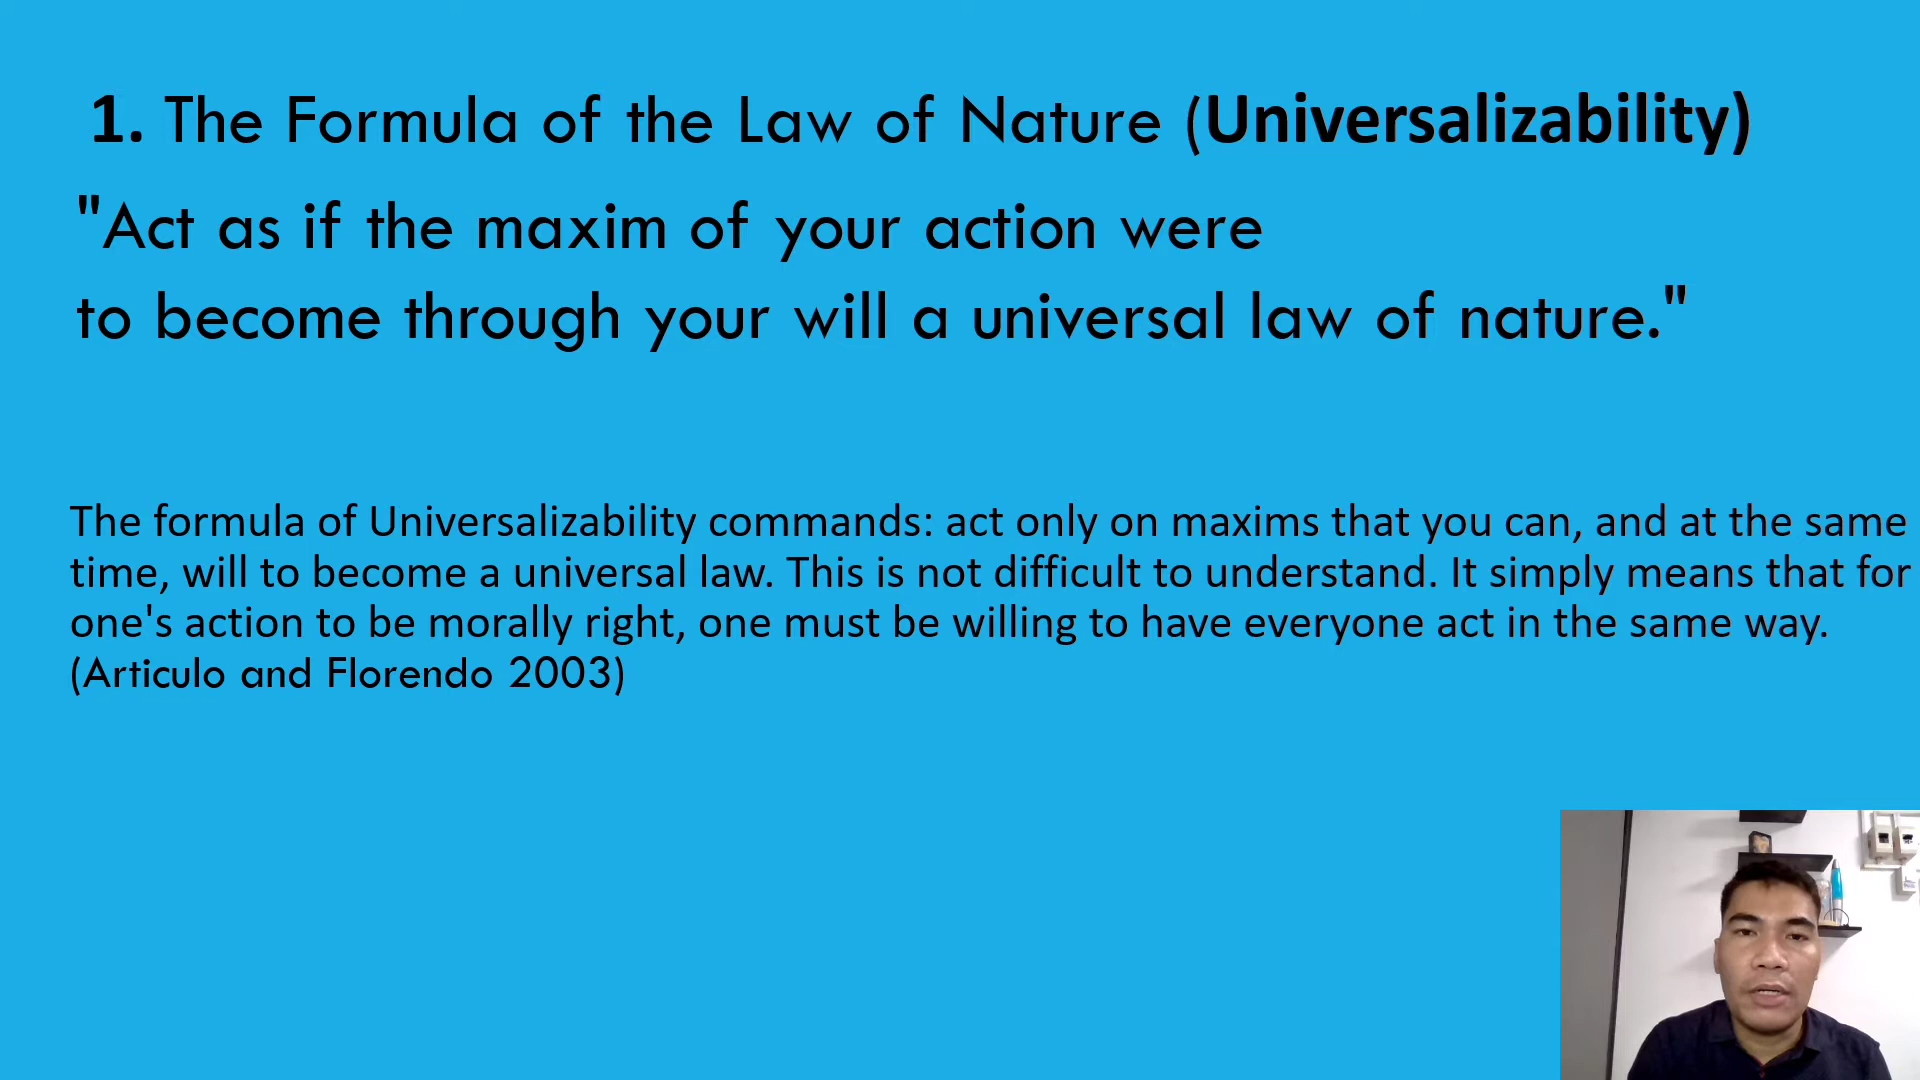 1. The Formula of the Law of Nature (Universalizability)
"Act as if the maxim of your action were
to become through your will a universal law of nature."
The formula of Universalizability commands: act only on maxims that you can, and at the same
time, will to become a universal law. This is not difficult to understand. It simply means that for
one's action to be morally right, one must be willing to have everyone act in the same way.
(Articulo and Florendo 2003)